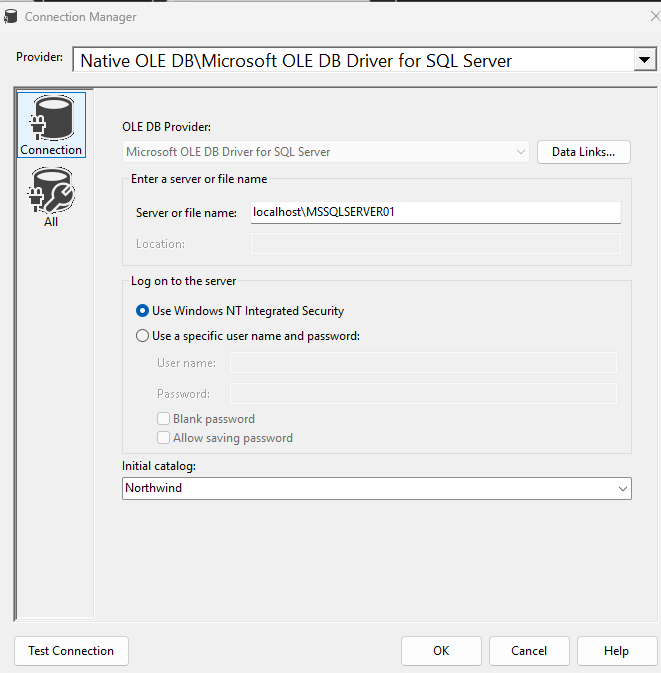 Connection Manager
Provider: Native OLE DB\Microsoft OLE DB Driver for SQL Server
Connection
All
OLE DB Provider:
Microsoft OLE DB Driver for SQL Server
Data Links...
Enter a server or file name
Server or file name: localhost\MSSQLSERVER01
Location:
Log on to the server
Use Windows NT Integrated Security
Use a specific user name and password:
User name:
Password:
Blank password
Allow saving password
Initial catalog:
Northwind
Test Connection OK Cancel Help